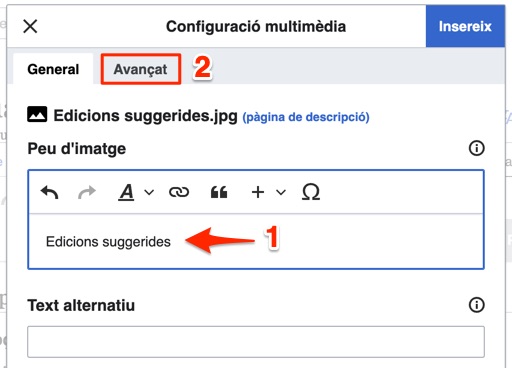 Configuració multimèdia
Insereix
General
Avançat
2
Edicions suggerides.jpg (pàgina de descripció)
Peu d'imatge
A
Ω
Edicions suggerides
1
Text alternatiu